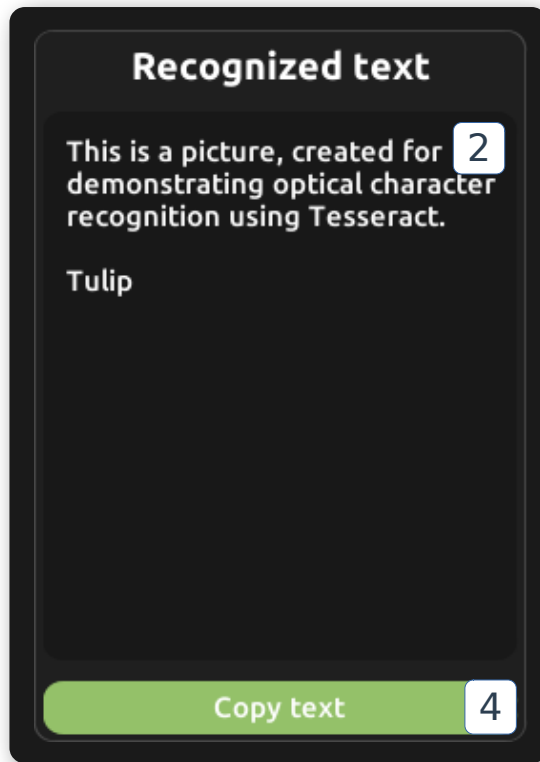 Recognized text
This is a picture, created for
2
demonstrating optical character
recognition using Tesseract.
Tulip
Copy text
4